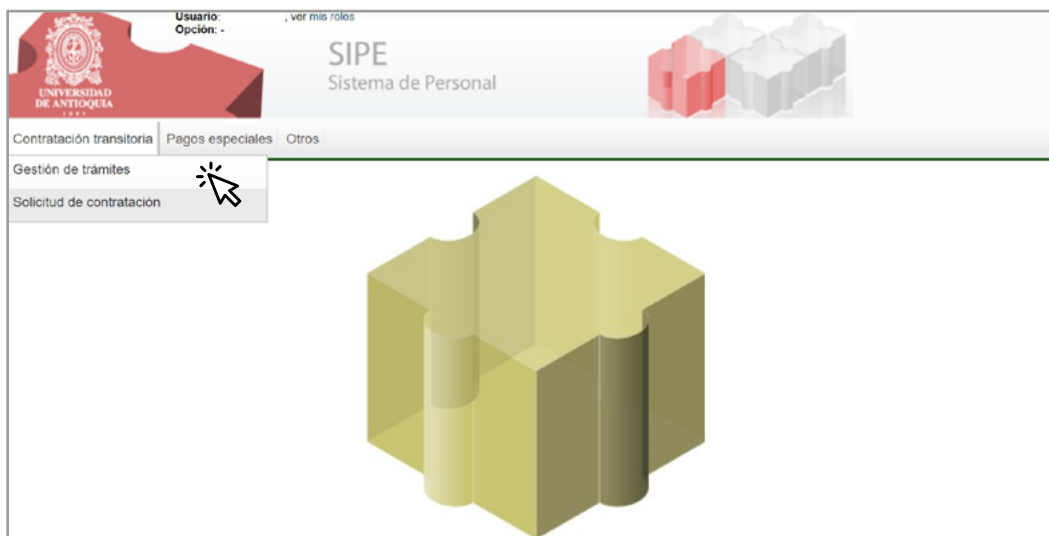 Usuario: , ver mis roles
Opción: -
UNIVERSIDAD
DE ANTIOQUIA
1803
SIPE
Sistema de Personal
Contratación transitoria Pagos especiales Otros
Gestión de trámites
Solicitud de contratación